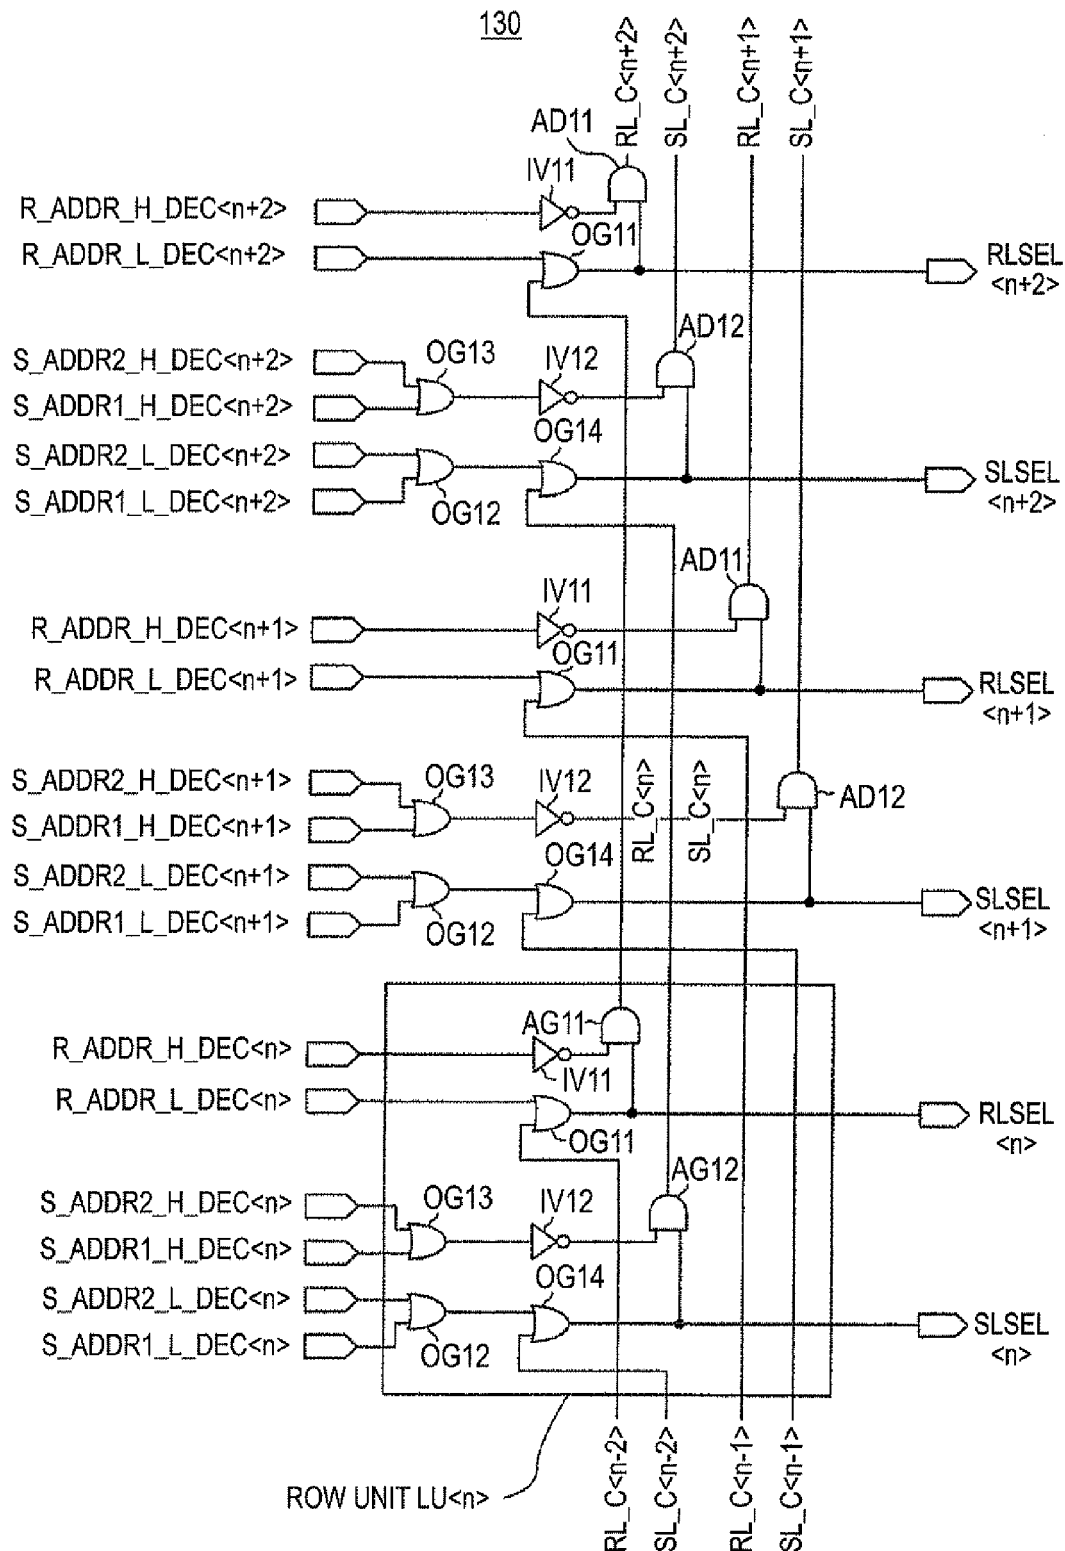 130
RL_C<n+2>
SL_C<n+2>
RL_C<n+1>
SL_C<n+1>
AD11
IV11
R_ADDR_H_DEC<n+2>
OG11
R_ADDR_L_DEC<n+2>
RLSEL
<n+2>
AD12
S_ADDR2_H_DEC<n+2>
OG13
IV12
S_ADDR1_H_DEC<n+2>
OG14
S_ADDR2_L_DEC<n+2>
SLSEL
<n+2>
S_ADDR1_L_DEC<n+2>
OG12
AD11
IV11
R_ADDR_H_DEC<n+1>
OG11
R_ADDR_L_DEC<n+1>
RLSEL
<n+1>
S_ADDR2_H_DEC<n+1>
OG13
IV12
RL_C<n>
SL_C<n>
AD12
S_ADDR1_H_DEC<n+1>
OG14
S_ADDR2_L_DEC<n+1>
SLSEL
<n+1>
S_ADDR1_L_DEC<n+1>
OG12
AG11
R_ADDR_H_DEC<n>
IV11
R_ADDR_L_DEC<n>
RLSEL
<n>
OG11
AG12
S_ADDR2_H_DEC<n>
OG13
IV12
S_ADDR1_H_DEC<n>
OG14
S_ADDR2_L_DEC<n>
SLSEL
<n>
S_ADDR1_L_DEC<n>
OG12
RL_C<n-2>
SL_C<n-2>
RL_C<n-1>
SL_C<n-1>
ROW UNIT LU<n>